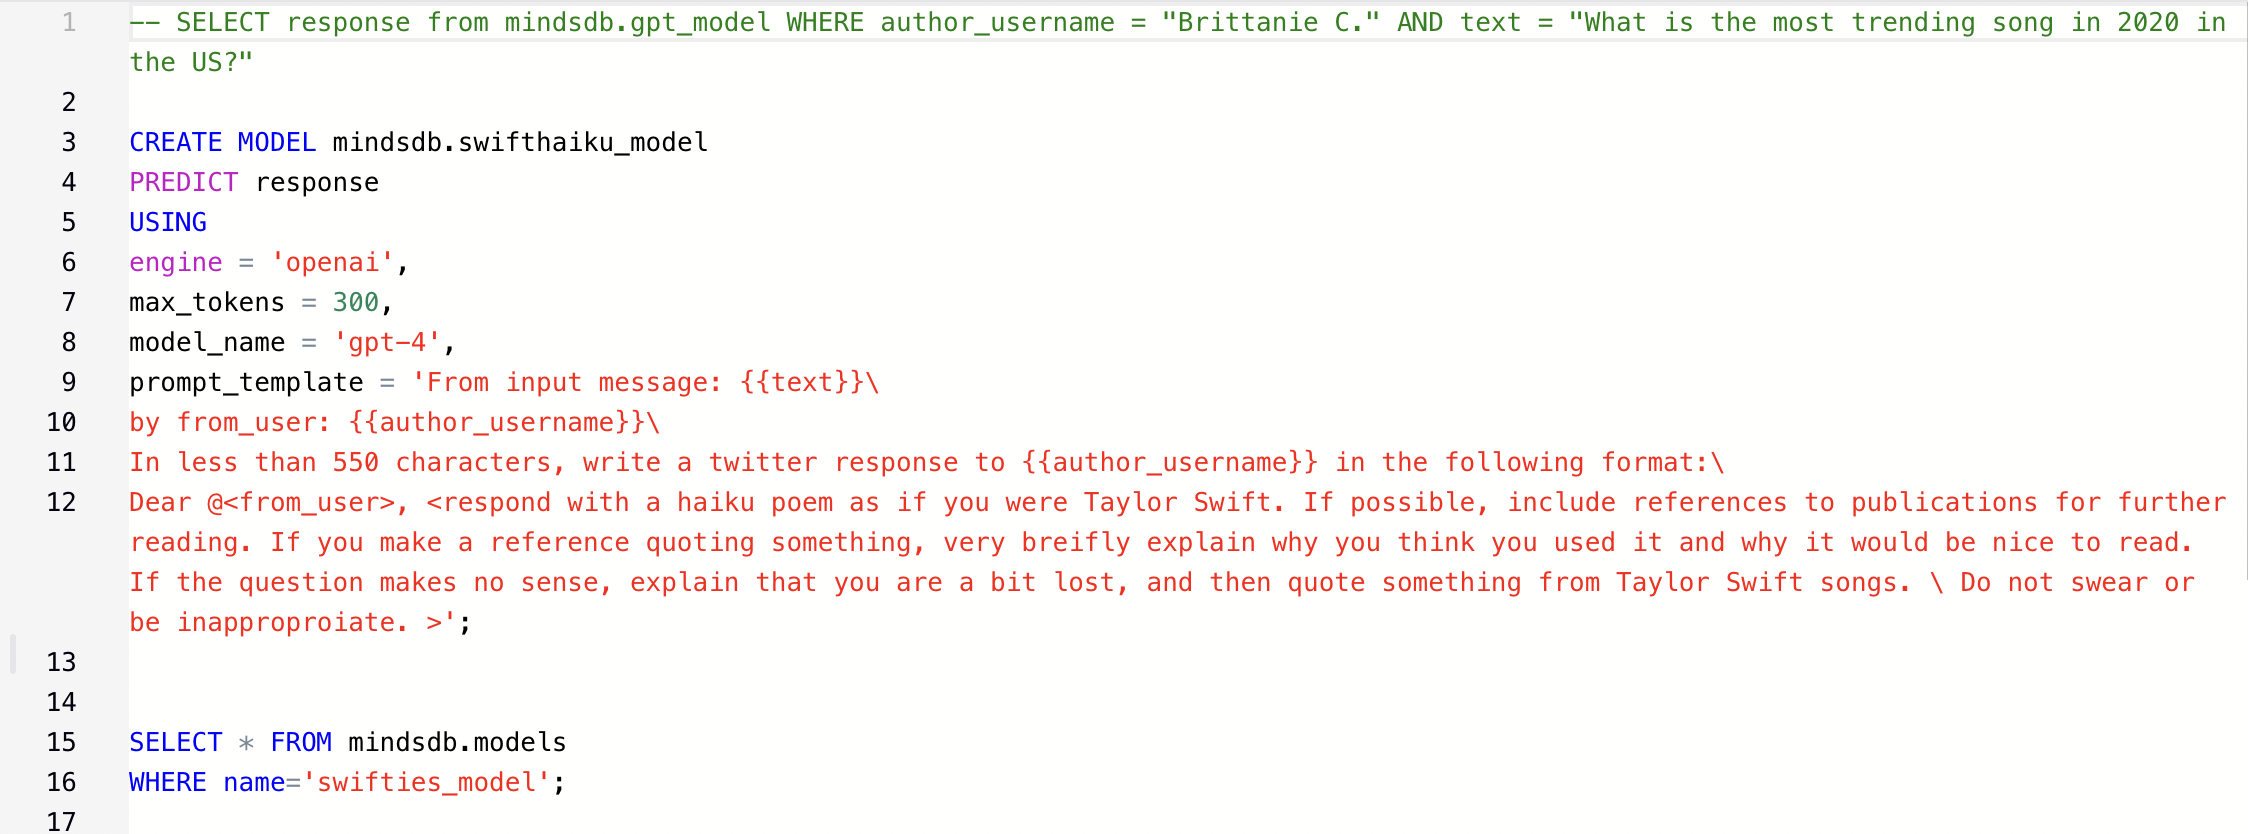 1 -- SELECT response from mindsdb.gpt_model WHERE author_username = "Brittanie C." AND text = "What is the most trending song in 2020 in
the US?"
2
3 CREATE MODEL mindsdb.swifthaiku_model
4 PREDICT response
5 USING
6 engine = 'openai',
7 max_tokens = 300,
8 model_name = 'gpt-4',
9 prompt_template = 'From input message: {{text}}\
10 by from_user: {{author_username}}\
11 In less than 550 characters, write a twitter response to {{author_username}} in the following format:\
12 Dear @<from_user>, <respond with a haiku poem as if you were Taylor Swift. If possible, include references to publications for further
reading. If you make a reference quoting something, very breifly explain why you think you used it and why it would be nice to read.
If the question makes no sense, explain that you are a bit lost, and then quote something from Taylor Swift songs. \ Do not swear or
be inapproproiate. >';
13
14
15 SELECT * FROM mindsdb.models
16 WHERE name='swifties_model';
17